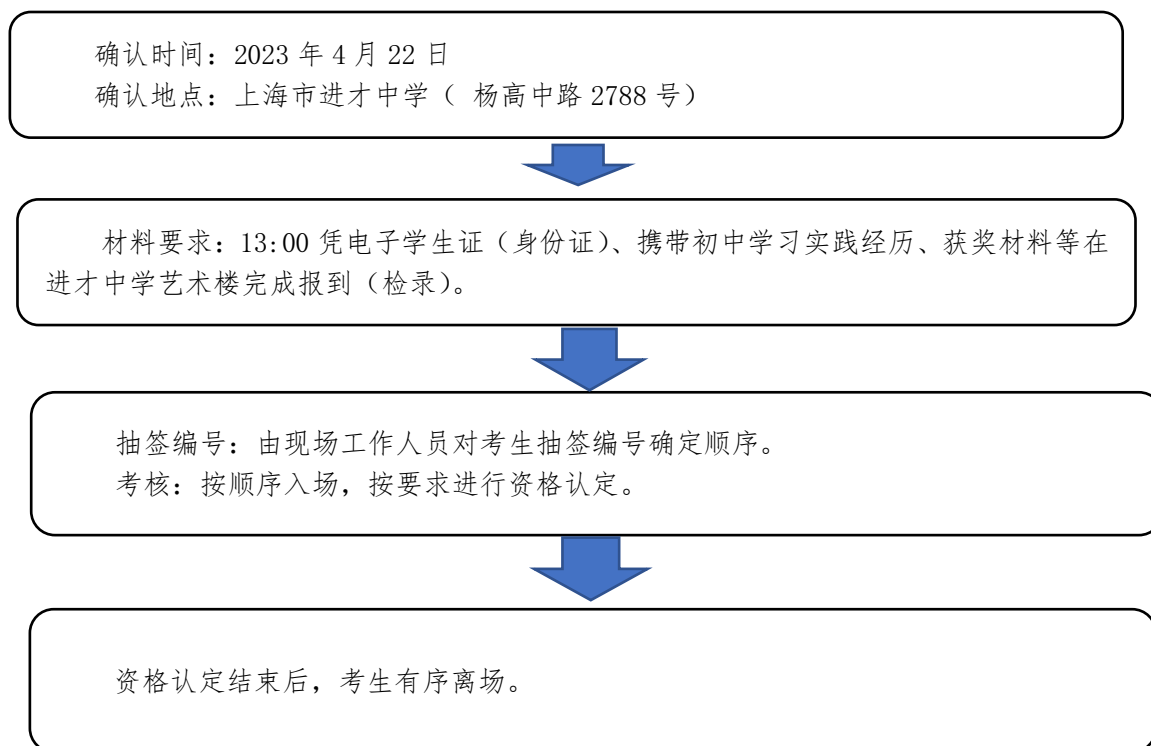 确认时间：2023 年 4 月 22 日
确认地点：上海市进才中学（ 杨高中路 2788 号）
材料要求：13:00 凭电子学生证（身份证）、携带初中学习实践经历、获奖材料等在
进才中学艺术楼完成报到（检录）。
抽签编号：由现场工作人员对考生抽签编号确定顺序。
考核：按顺序入场，按要求进行资格认定。
资格认定结束后，考生有序离场。